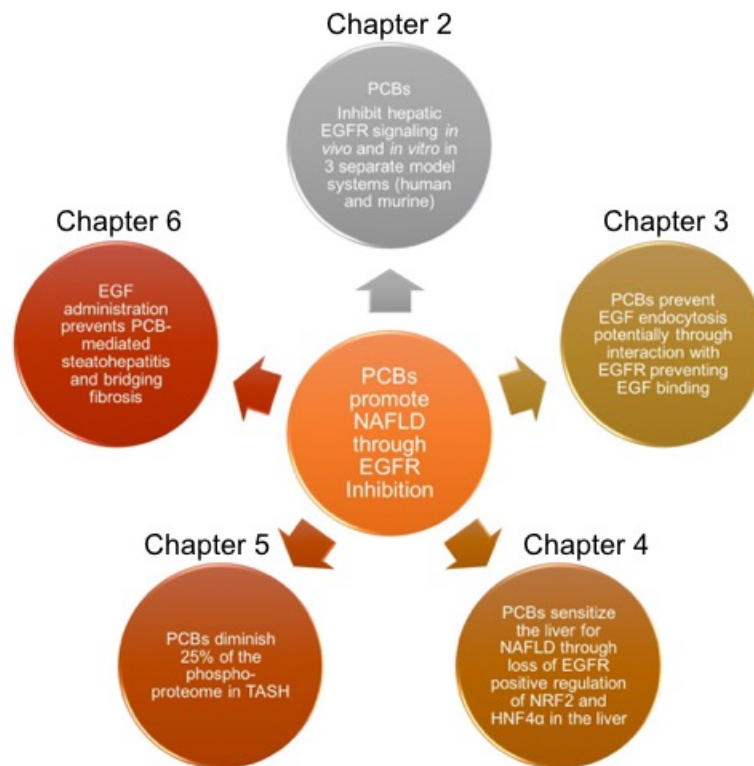 Chapter 2
PCBs
Inhibit hepatic
EGFR signaling in
vivo and in vitro in
3 separate model
systems (human
and murine)
Chapter 3
PCBs prevent
EGF endocytosis
potentially through
interaction with
EGFR preventing
EGF binding
Chapter 4
PCBs sensitize
the liver for
NAFLD through
loss of EGFR
positive regulation
of NRF2 and
HNF4α in the liver
Chapter 5
PCBs diminish
25% of the
phospho-
proteome in TASH
Chapter 6
EGF
administration
prevents PCB-
mediated
steatohepatitis
and bridging
fibrosis
PCBs
promote
NAFLD
through
EGFR
Inhibition